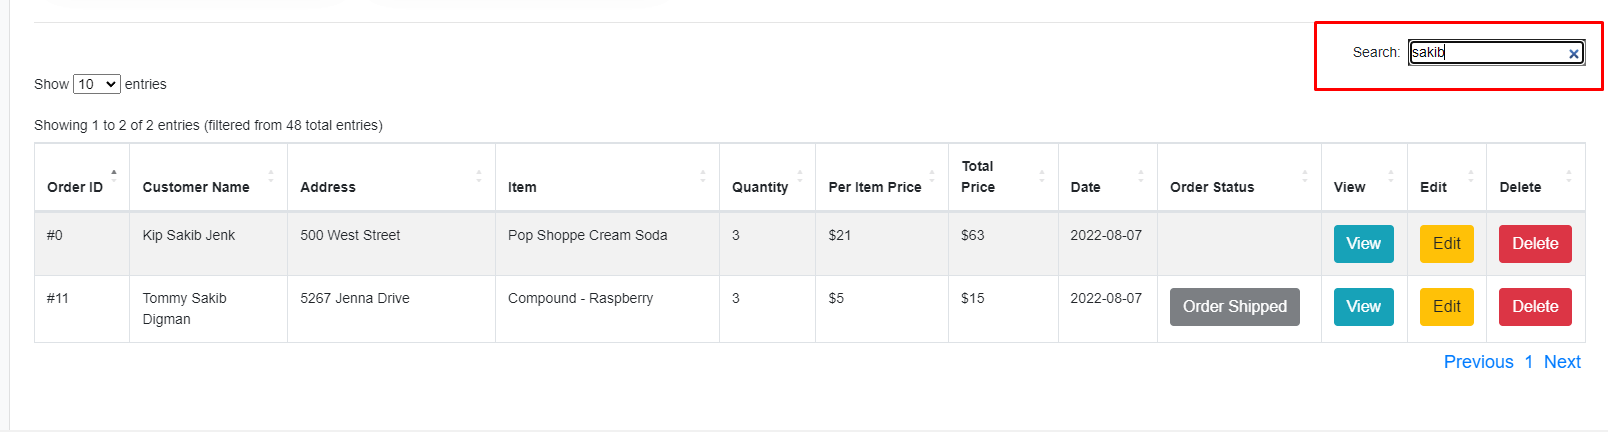 Search: sakib
Show 10 entries
Showing 1 to 2 of 2 entries (filtered from 48 total entries)
Order ID Customer Name Address Item Quantity Per Item Price Total Price Date Order Status View Edit Delete
#0 Kip Sakib Jenk 500 West Street Pop Shoppe Cream Soda 3 $21 $63 2022-08-07 View Edit Delete
#11 Tommy Sakib Digman 5267 Jenna Drive Compound - Raspberry 3 $5 $15 2022-08-07 Order Shipped View Edit Delete
Previous 1 Next